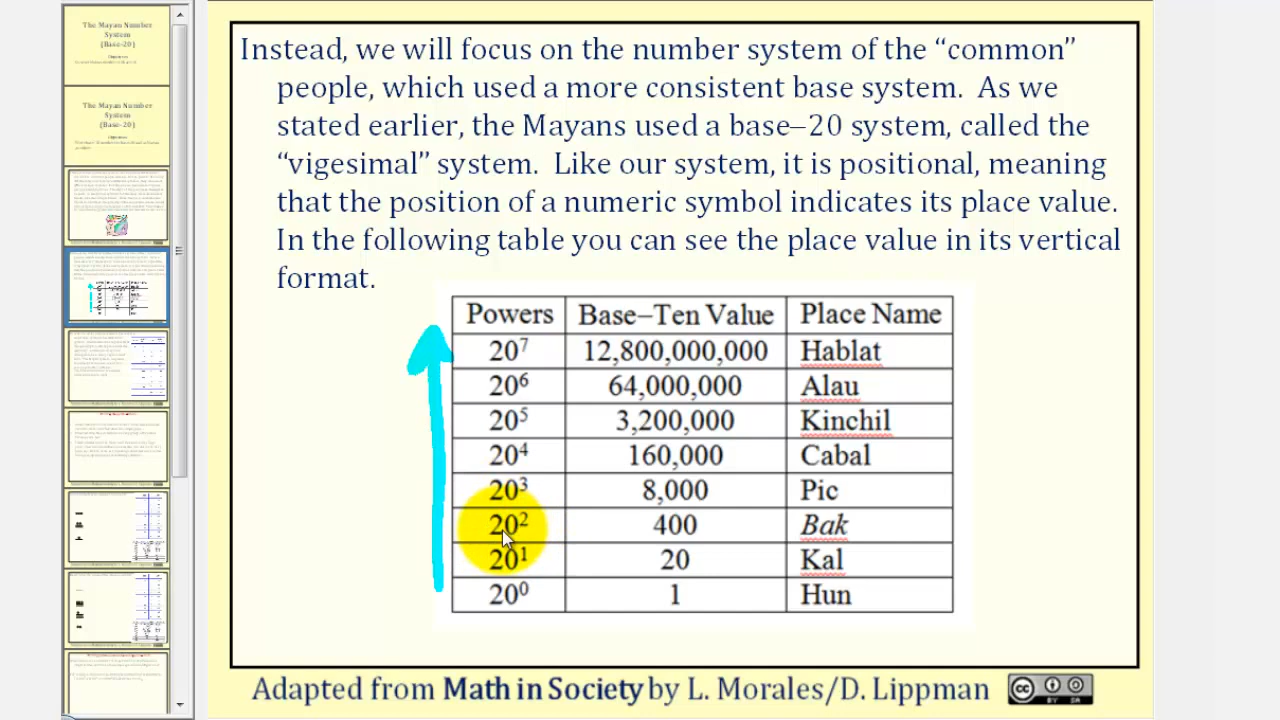 The Mayan Number
System
(Base-20)
The Mayan Number
System
(Base-20)
Instead, we will focus on the number system of the “common”
people, which used a more consistent base system.  As we
stated earlier, the Mayans used a base–20 system, called the
“vigesimal” system.  Like our system, it is positional, meaning
that the position of a numeric symbol indicates its place value.
In the following table you can see the place value in its vertical
format.
Powers Base–Ten Value Place Name
20⁷ 12,800,000,000 Hablat
20⁶ 64,000,000 Alau
20⁵ 3,200,000 Kinchil
20⁴ 160,000 Cabal
20³ 8,000 Pic
20² 400 Bak
20¹ 20 Kal
20⁰ 1 Hun
Adapted from Math in Society by L. Morales/D. Lippman
cc BY SA